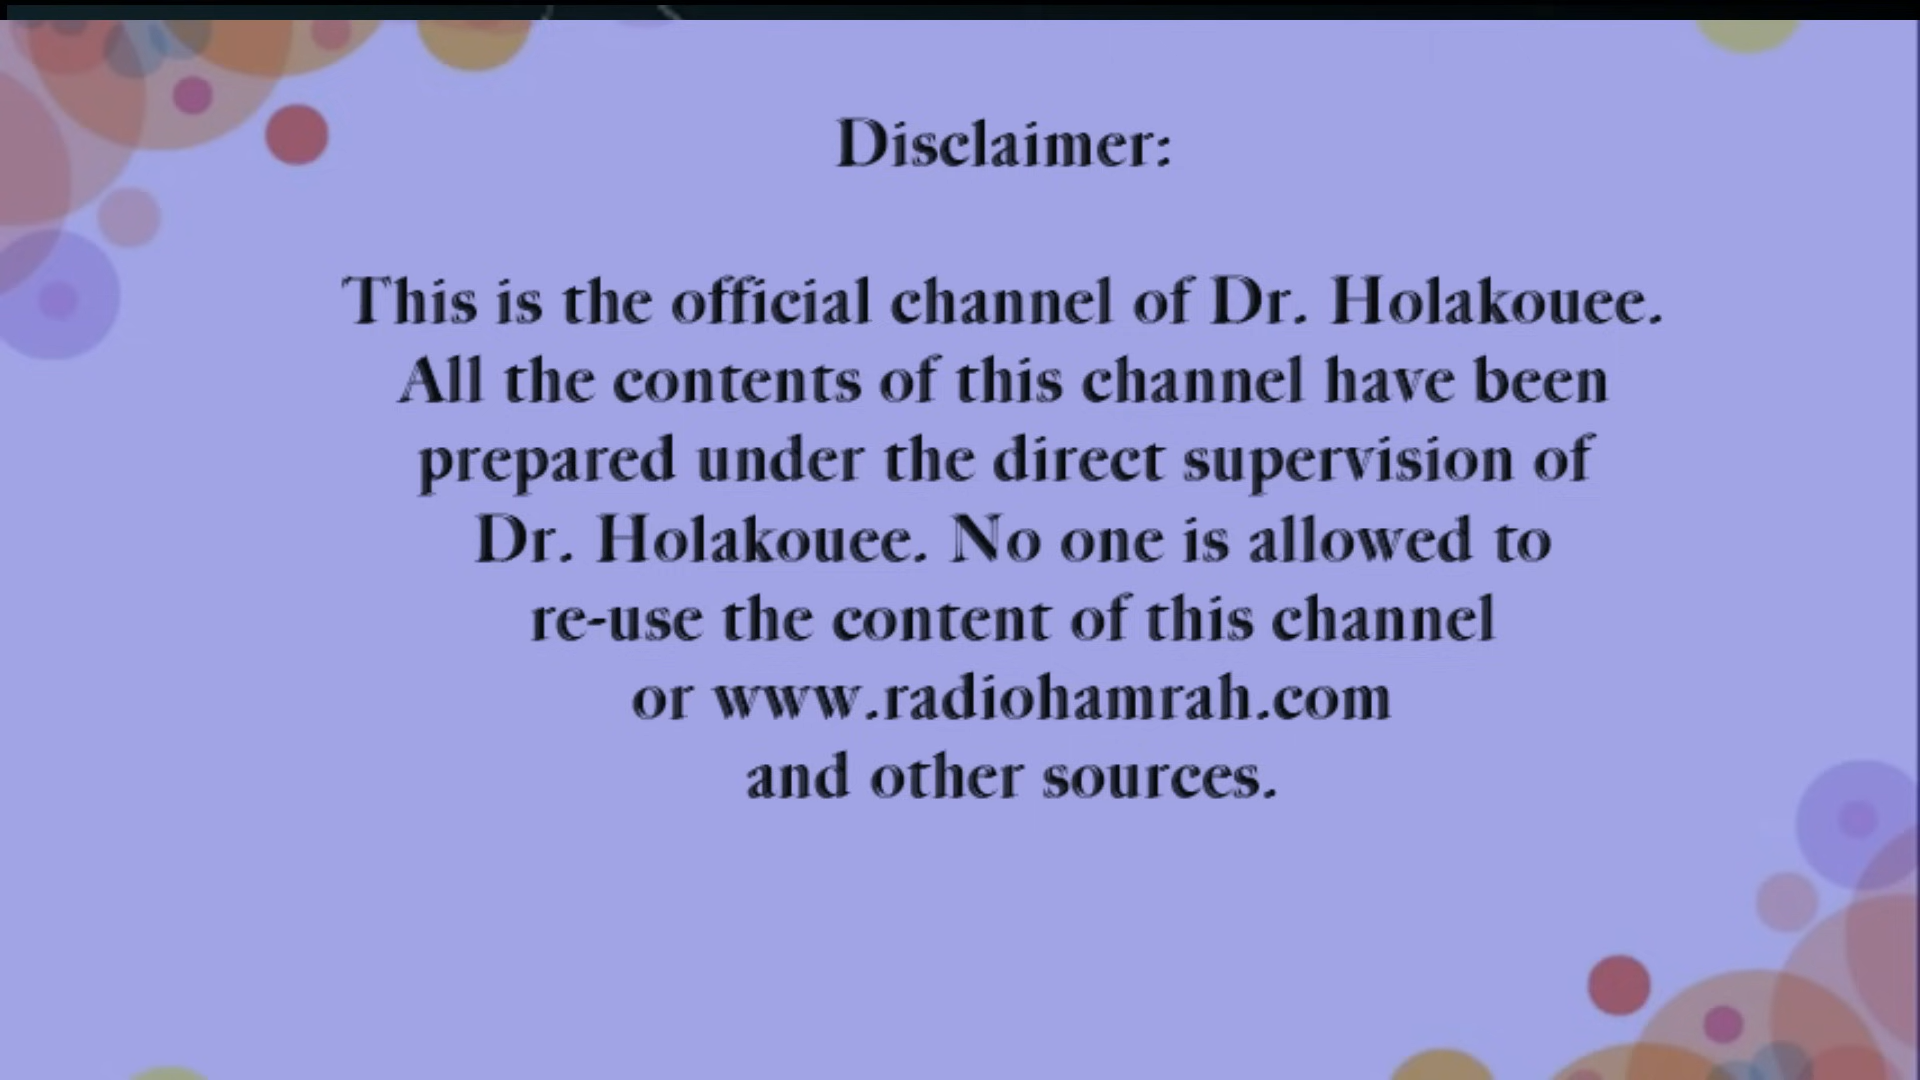 Disclaimer:
This is the official channel of Dr. Holakouee.
All the contents of this channel have been
prepared under the direct supervision of
Dr. Holakouee. No one is allowed to
re-use the content of this channel
or www.radiohamrah.com
and other sources.